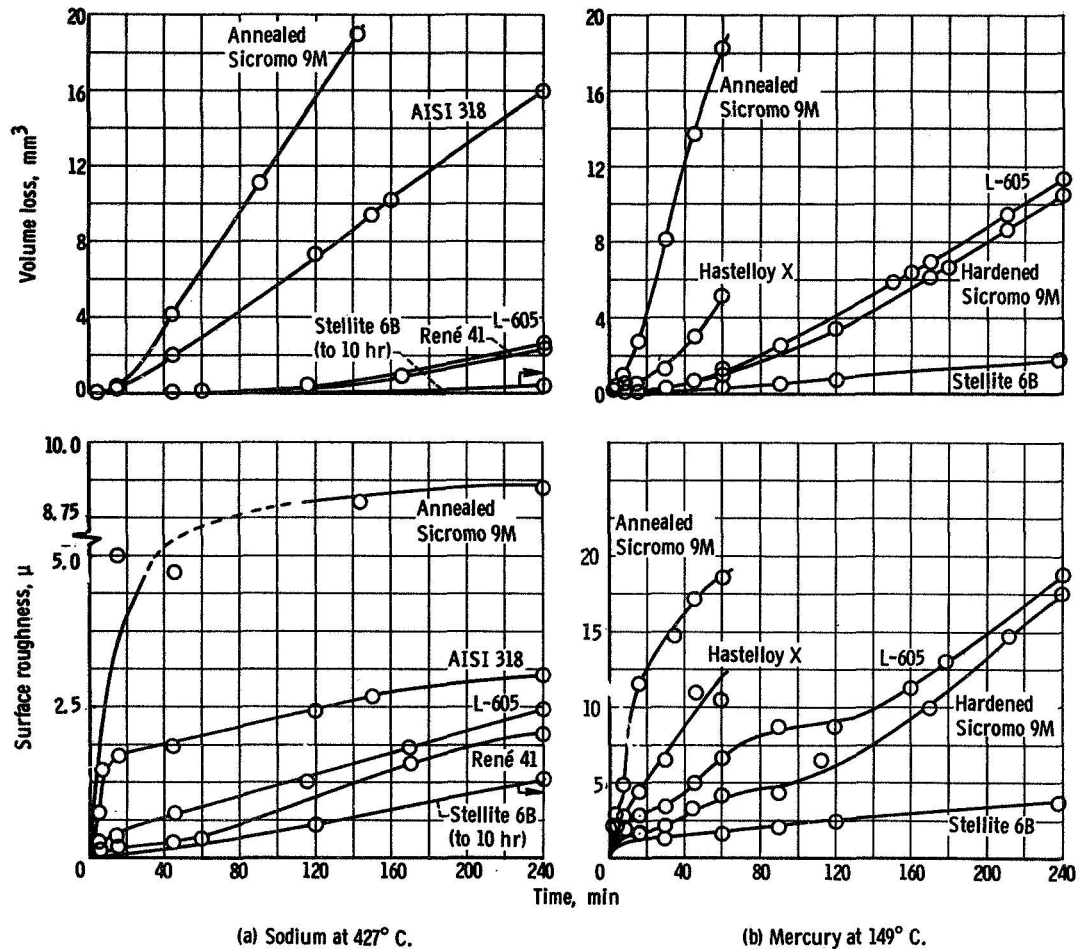 20
16
12
8
4
0
Volume loss, mm³
Annealed
Sicromo 9M
AISI 318
Stellite 6B
(to 10 hr)
L-605
René 41
20
16
12
8
4
0
Annealed
Sicromo 9M
L-605
Hastelloy X
Hardened
Sicromo 9M
Stellite 6B
10.0
8.75
5.0
2.5
Surface roughness, μ
Annealed
Sicromo 9M
AISI 318
L-605
René 41
Stellite 6B
(to 10 hr)
0 40 80 120 160 200 240
20
15
10
5
Annealed
Sicromo 9M
Hastelloy X
L-605
Hardened
Sicromo 9M
Stellite 6B
0 40 80 120 160 200 240
Time, min
(a) Sodium at 427° C.
(b) Mercury at 149° C.